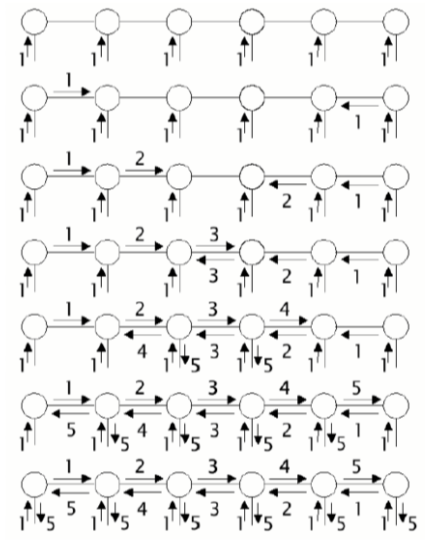 1 1 1 1 1 1
1
1 1 1 1 1 1 1
1 2
1 1 1 1 2 1 1 1
1 2 3
1 1 1 3 1 2 1 1 1
1 2 3 4
1 1 4 1 5 3 1 5 2 1 1 1
1 2 3 4 5
1 5 1 5 4 1 5 3 1 5 2 1 5 1 1
1 2 3 4 5
1 5 5 1 5 4 1 5 3 1 5 2 1 5 1 1 5